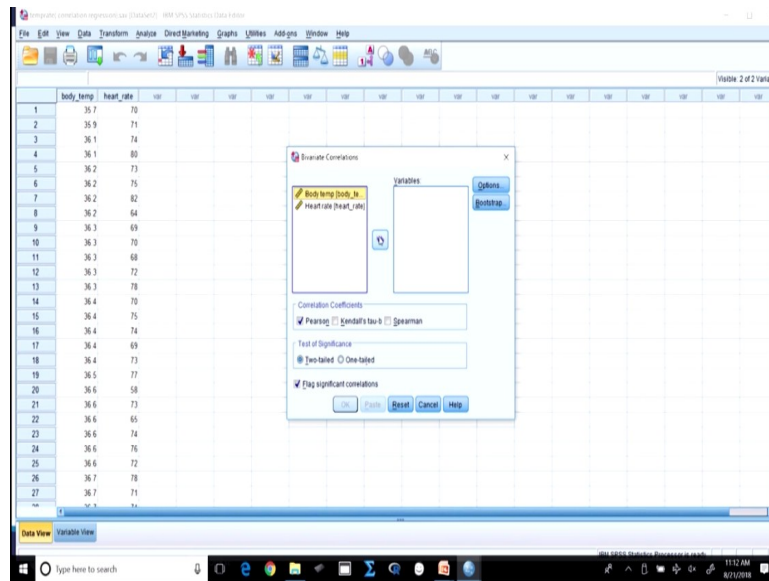 File Edit View Data Transform Analyze Direct Marketing Graphs Utilities Add-ons Window Help
Visible: 2 of 2 Varia
body_temp heart_rate var var var var var var var var var var var var var var var var
1 35.7 70
2 35.9 71
3 36.1 74
4 36.1 80
5 36.2 73
6 36.2 75
7 36.2 82
8 36.2 64
9 36.3 69
10 36.3 70
11 36.3 68
12 36.3 72
13 36.3 78
14 36.4 70
15 36.4 75
16 36.4 74
17 36.4 69
18 36.4 73
19 36.5 77
20 36.6 58
21 36.6 73
22 36.6 65
23 36.6 74
24 36.6 76
25 36.6 72
26 36.7 78
27 36.7 71
Bivariate Correlations
Variables:
Body temp [body_te...
Heart rate [heart_rate]
Options...
Bootstrap...
Correlation Coefficients
Pearson Kendall's tau-b Spearman
Test of Significance
Two-tailed One-tailed
Flag significant correlations
OK Paste Reset Cancel Help
Data View Variable View
IBM SPSS Statistics Processor is ready
Type here to search
11:12 AM
8/21/2018